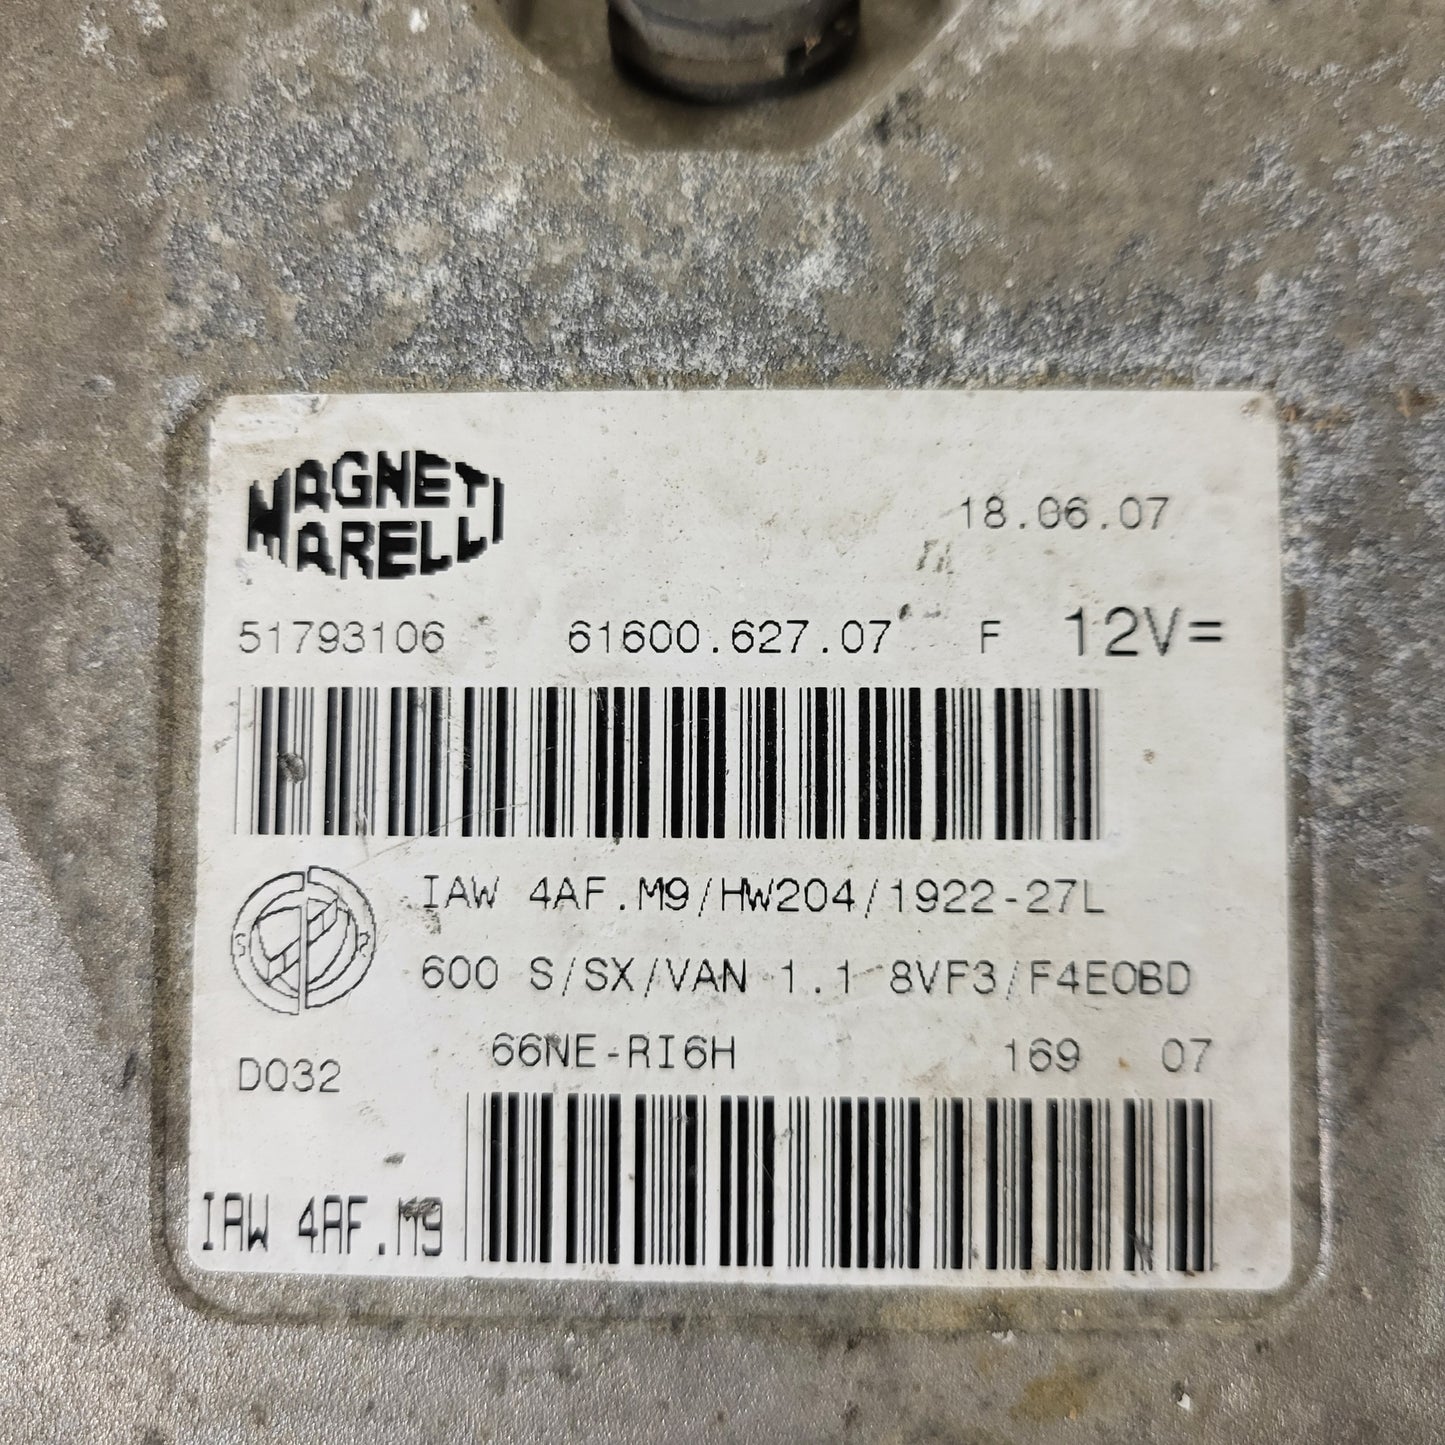 MAGNETI
MARELLI
18.06.07
51793106 61600.627.07 F 12V=
IAW 4AF.M9/HW204/1922-27L
600 S/SX/VAN 1.1 8VF3/F4EOBD
66NE-RI6H 169 07
D032
IAW 4AF.M9